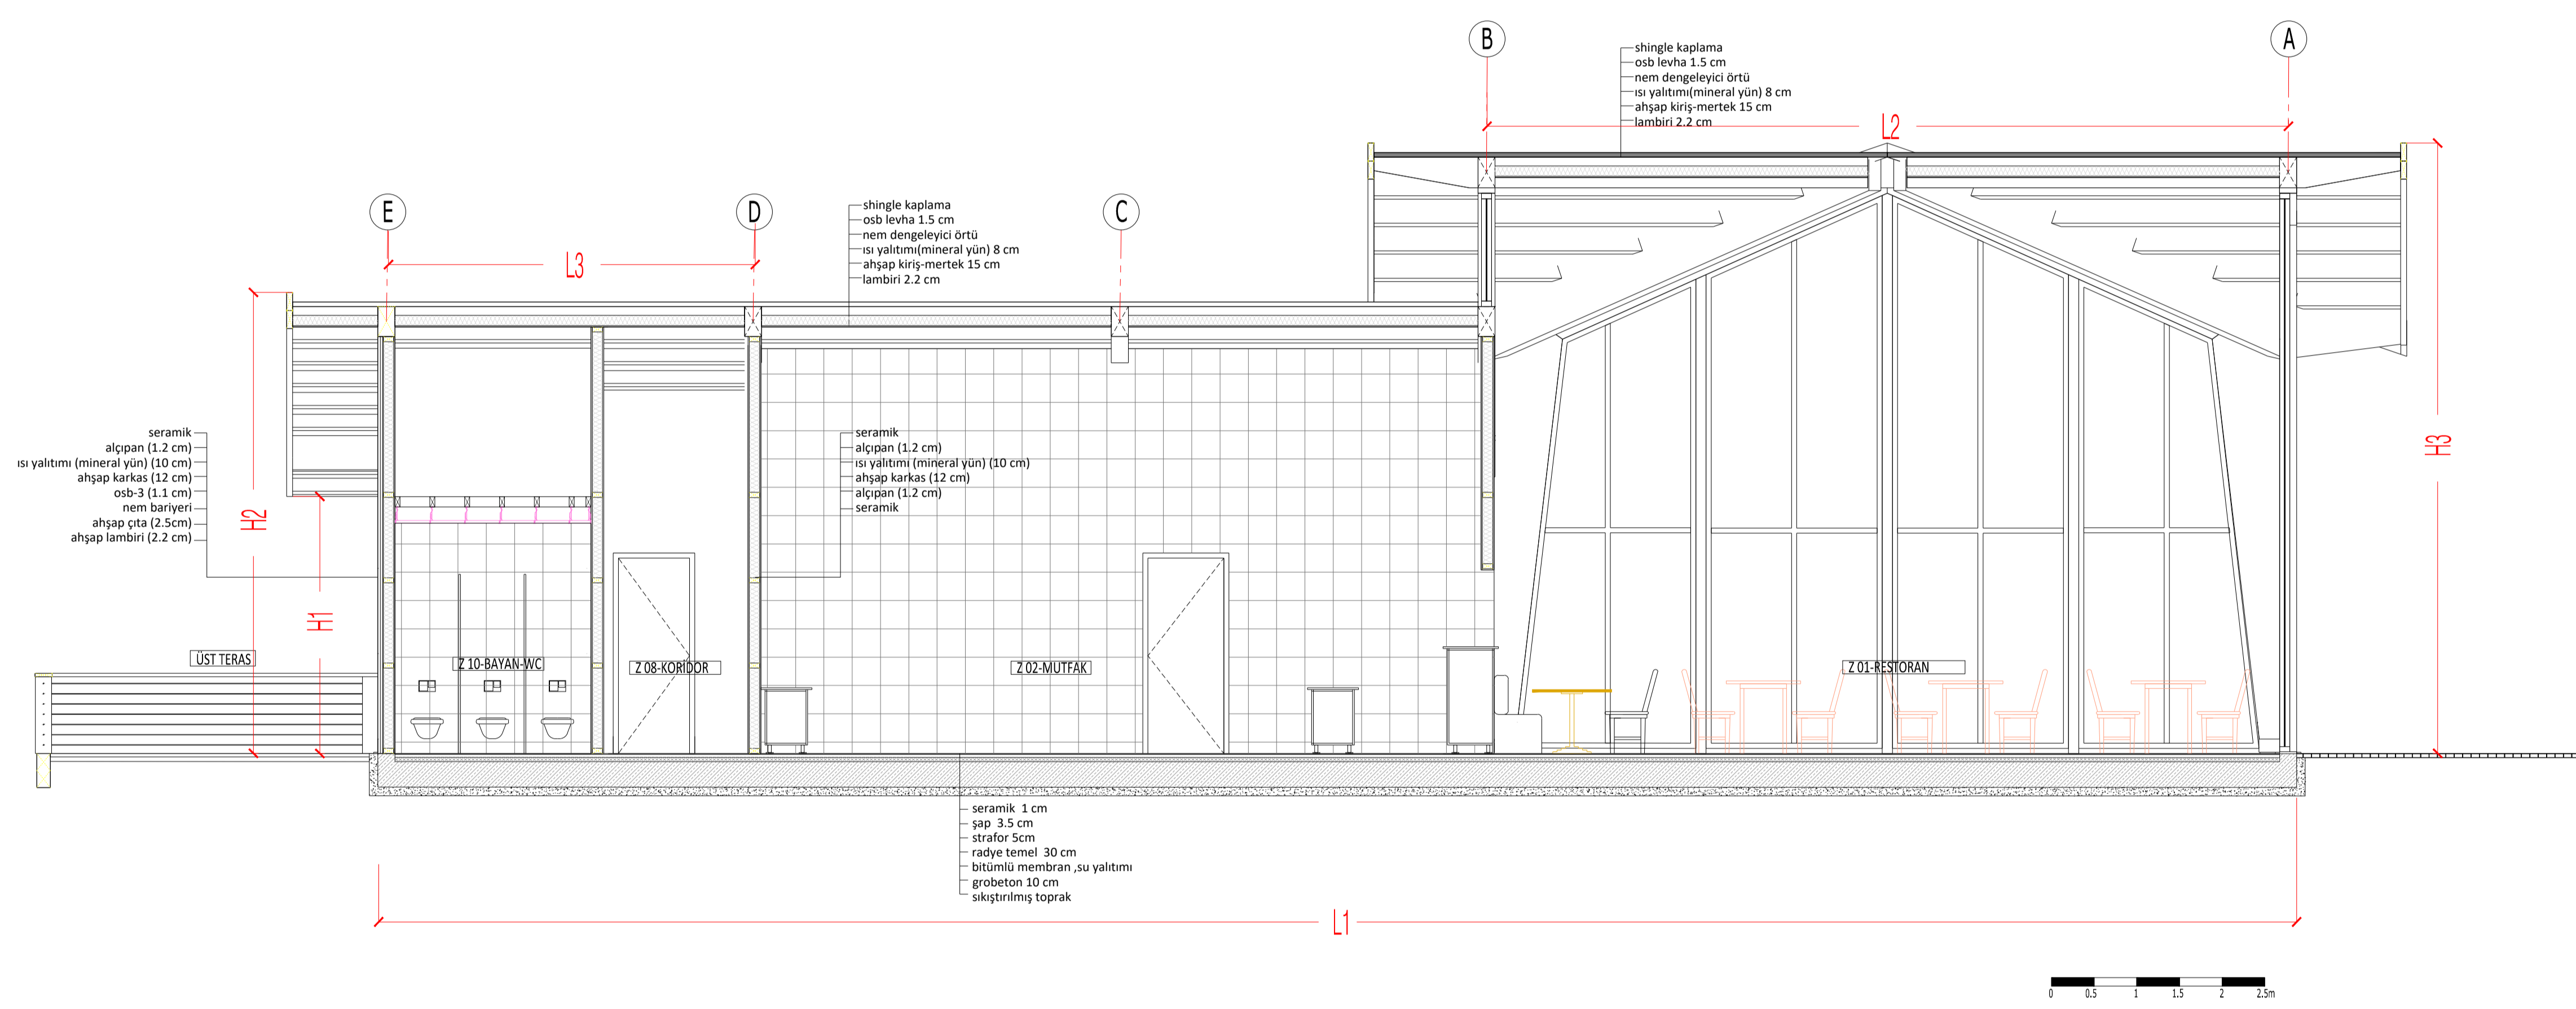 B
A
shingle kaplama
osb levha 1.5 cm
nem dengeleyici örtü
ısı yalıtımı(mineral yün) 8 cm
ahşap kiriş-mertek 15 cm
lambiri 2.2 cm
L2
E
D
C
shingle kaplama
osb levha 1.5 cm
nem dengeleyici örtü
ısı yalıtımı(mineral yün) 8 cm
ahşap kiriş-mertek 15 cm
lambiri 2.2 cm
L3
seramik
alçıpan (1.2 cm)
ısı yalıtımı (mineral yün) (10 cm)
ahşap karkas (12 cm)
osb-3 (1.1 cm)
nem bariyeri
ahşap çıta (2.5cm)
ahşap lambiri (2.2 cm)
H2
H1
seramik
alçıpan (1.2 cm)
ısı yalıtımı (mineral yün) (10 cm)
ahşap karkas (12 cm)
alçıpan (1.2 cm)
seramik
H3
ÜST TERAS
Z 10-BAYAN-WC
Z 08-KORİDOR
Z 02-MUTFAK
Z 01-RESTORAN
seramik 1 cm
şap 3.5 cm
strafor 5cm
radye temel 30 cm
bitümlü membran ,su yalıtımı
grobeton 10 cm
sıkıştırılmış toprak
L1
0 0.5 1 1.5 2 2.5m